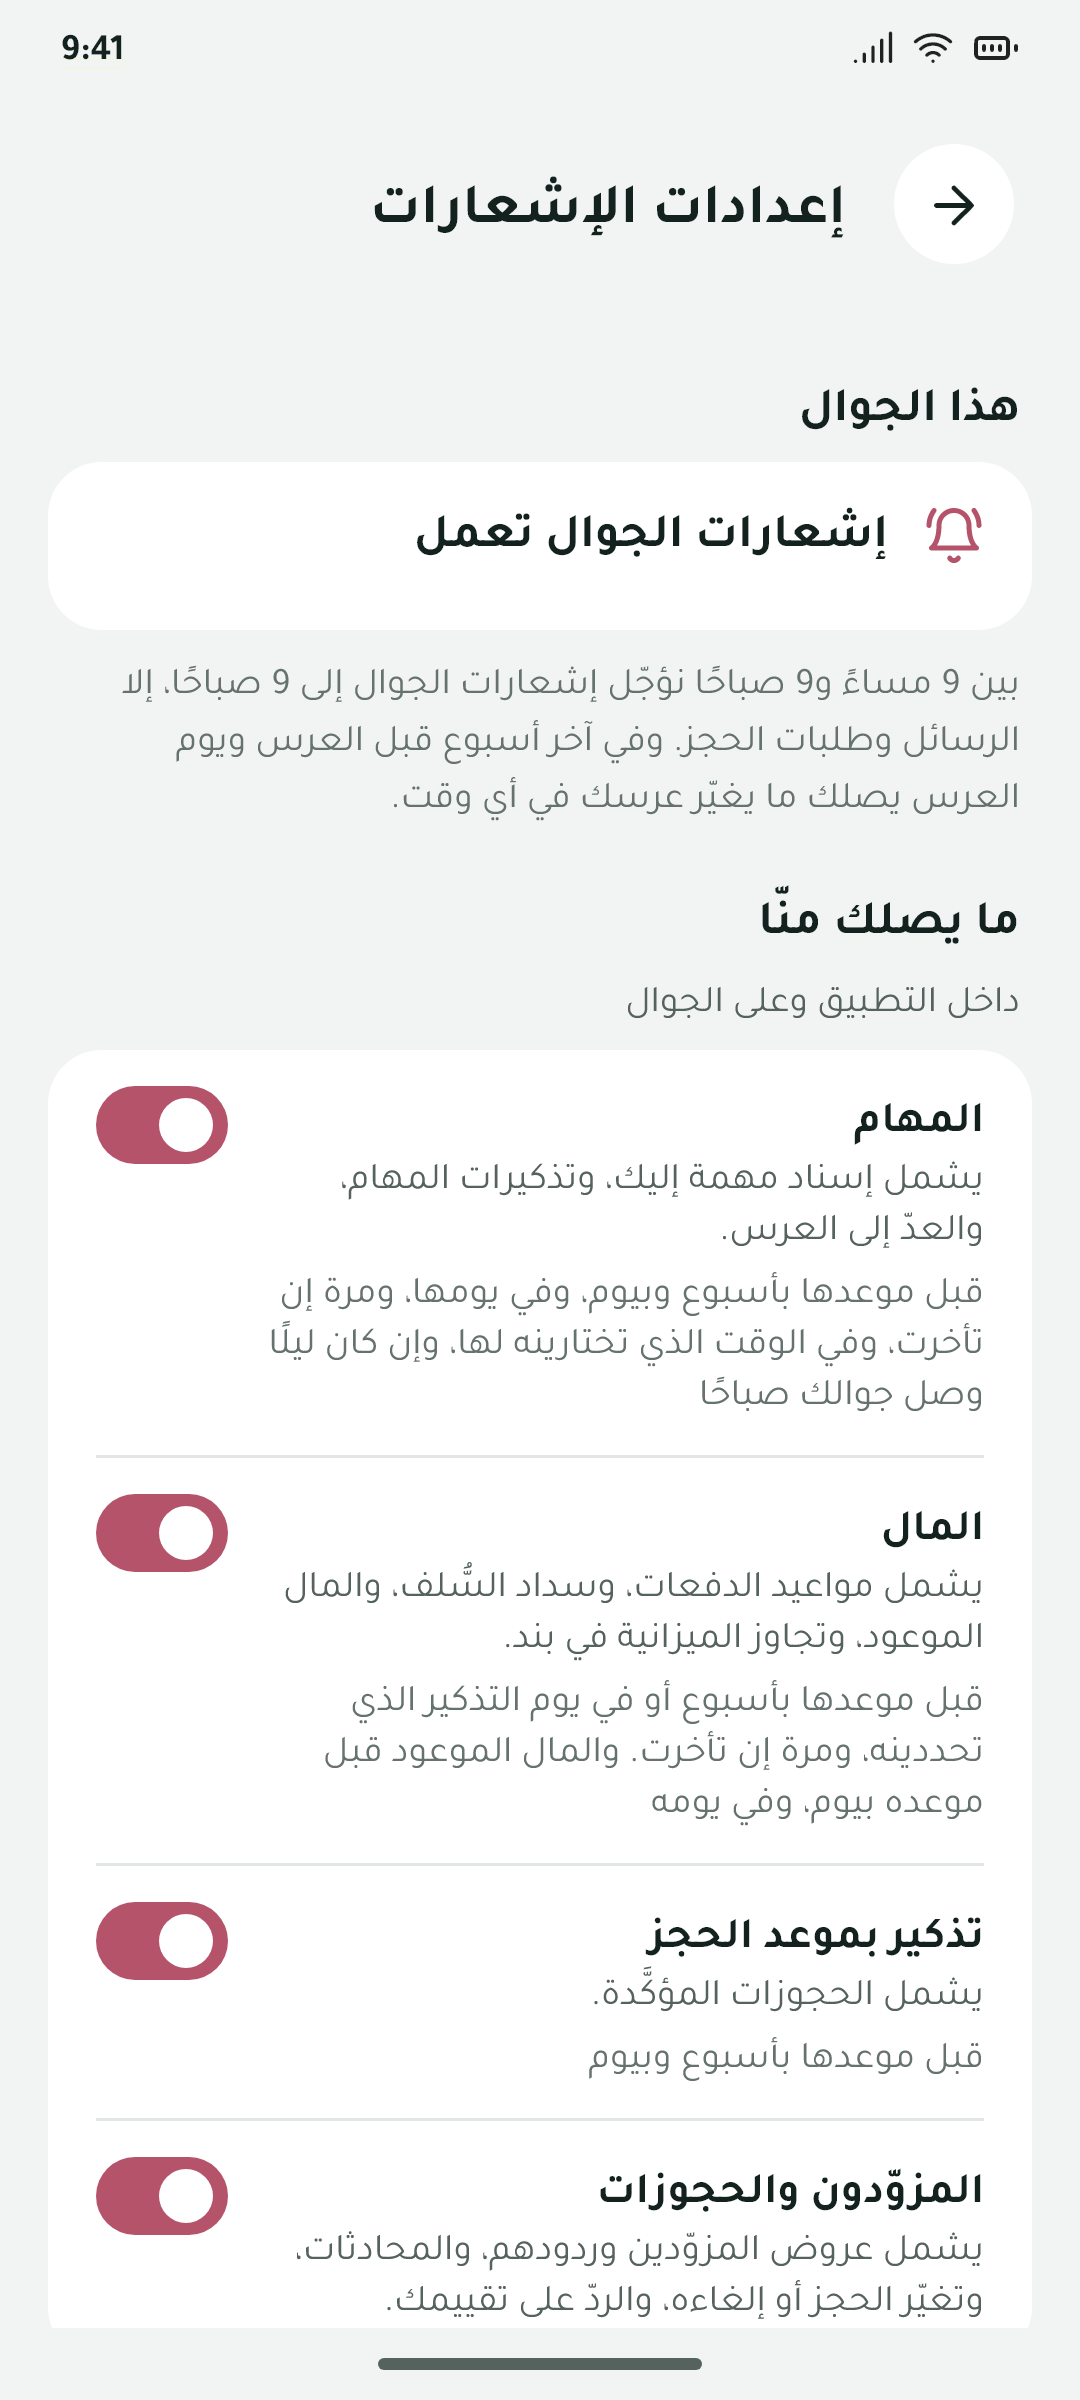 9:41
إعدادات الإشعارات
هذا الجوال
إشعارات الجوال تعمل
بين 9 مساءً و9 صباحًا نؤجّل إشعارات الجوال إلى 9 صباحًا، إلا
الرسائل وطلبات الحجز. وفي آخر أسبوع قبل العرس ويوم
العرس يصلك ما يغيّر عرسك في أي وقت.
ما يصلك منّا
داخل التطبيق وعلى الجوال
المهام
يشمل إسناد مهمة إليك، وتذكيرات المهام،
والعدّ إلى العرس.
قبل موعدها بأسبوع وبيوم، وفي يومها، ومرة إن
تأخرت، وفي الوقت الذي تختارينه لها، وإن كان ليلًا
وصل جوالك صباحًا
المال
يشمل مواعيد الدفعات، وسداد السُّلف، والمال
الموعود، وتجاوز الميزانية في بند.
قبل موعدها بأسبوع أو في يوم التذكير الذي
تحددينه، ومرة إن تأخرت. والمال الموعود قبل
موعده بيوم، وفي يومه
تذكير بموعد الحجز
يشمل الحجوزات المؤكَّدة.
قبل موعدها بأسبوع وبيوم
المزوّدون والحجوزات
يشمل عروض المزوّدين وردودهم، والمحادثات،
وتغيّر الحجز أو إلغاءه، والردّ على تقييمك.